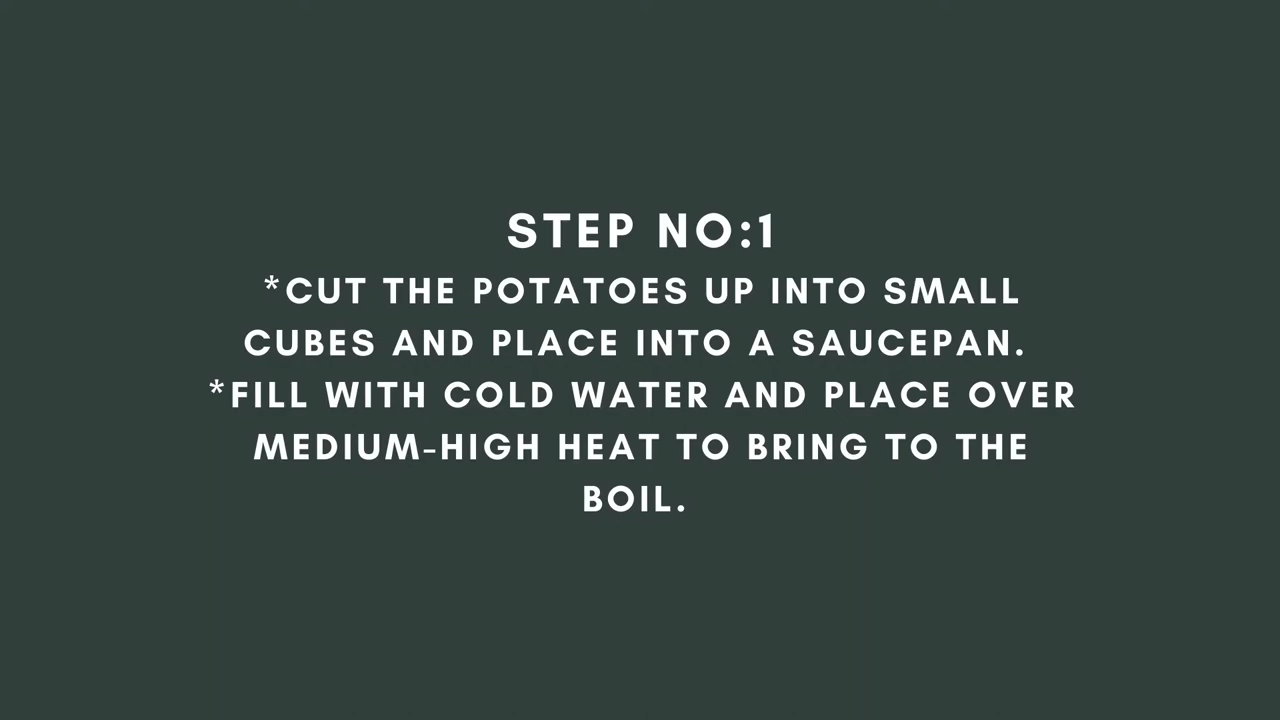 STEP NO:1
*CUT THE POTATOES UP INTO SMALL
CUBES AND PLACE INTO A SAUCEPAN.
*FILL WITH COLD WATER AND PLACE OVER
MEDIUM-HIGH HEAT TO BRING TO THE
BOIL.